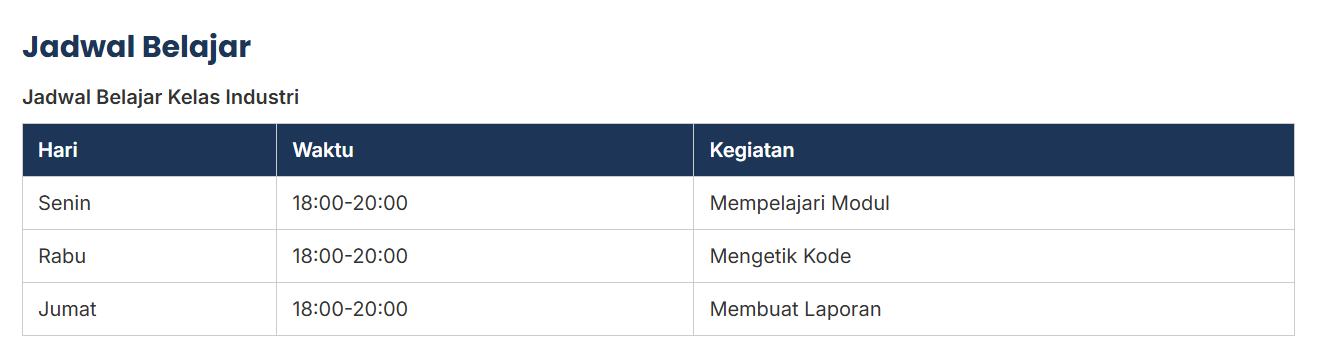 Jadwal Belajar
Jadwal Belajar Kelas Industri
Hari Waktu Kegiatan
Senin 18:00-20:00 Mempelajari Modul
Rabu 18:00-20:00 Mengetik Kode
Jumat 18:00-20:00 Membuat Laporan